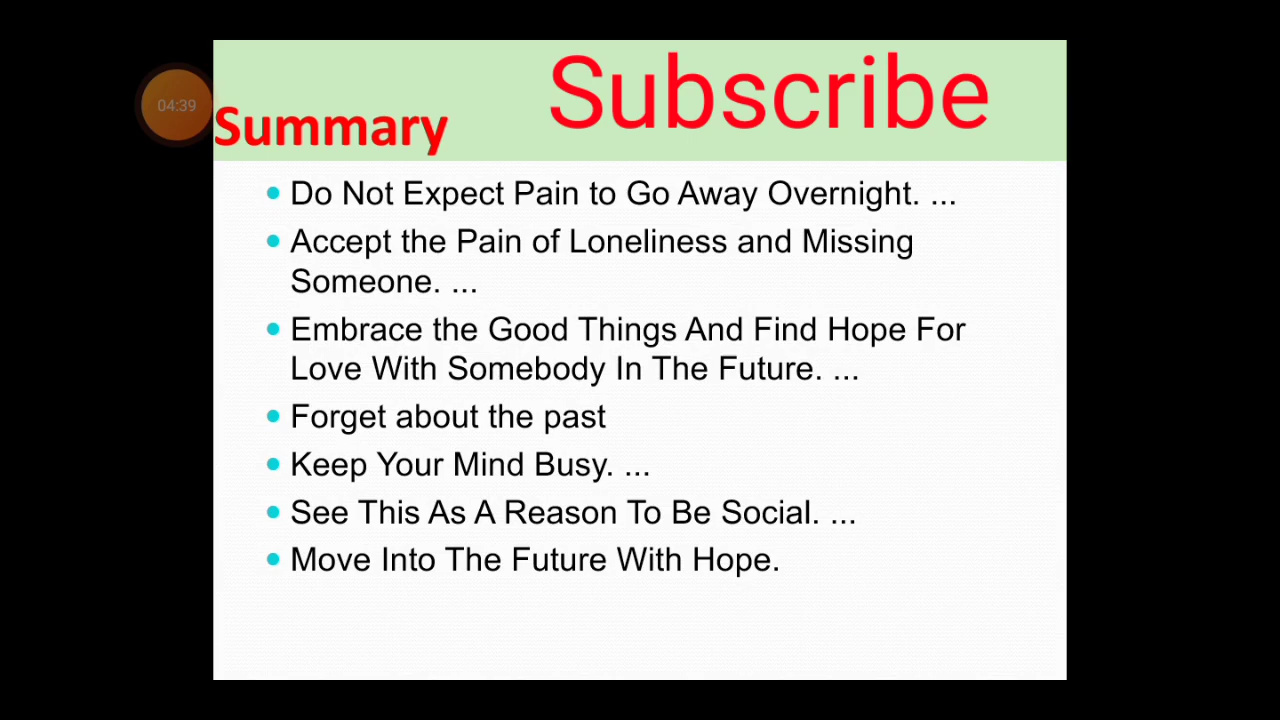 Subscribe
04:39
Summary
Do Not Expect Pain to Go Away Overnight. ...
Accept the Pain of Loneliness and Missing
Someone. ...
Embrace the Good Things And Find Hope For
Love With Somebody In The Future. ...
Forget about the past
Keep Your Mind Busy. ...
See This As A Reason To Be Social. ...
Move Into The Future With Hope.